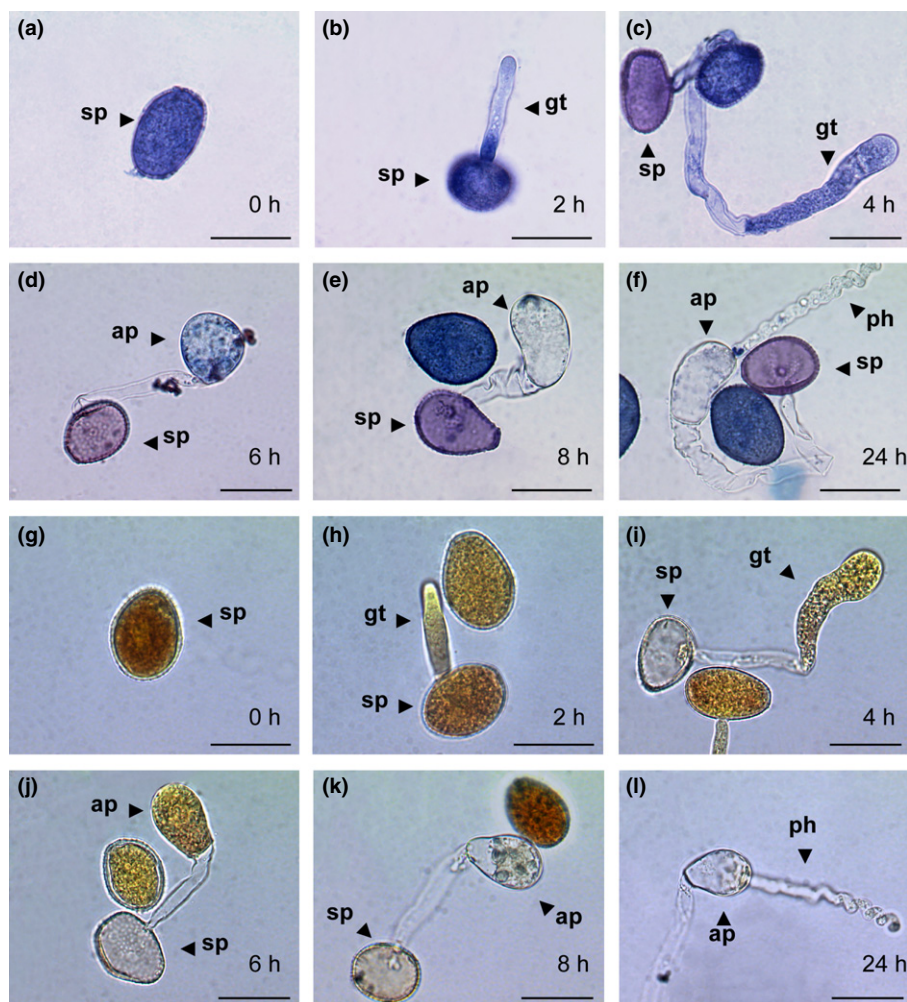 (a)
sp
0 h
(b)
gt
sp
2 h
(c)
gt
sp
4 h
(d)
ap
sp
6 h
(e)
ap
sp
8 h
(f)
ap
ph
sp
24 h
(g)
sp
0 h
(h)
gt
sp
2 h
(i)
sp
gt
4 h
(j)
ap
sp
6 h
(k)
sp
ap
8 h
(l)
ph
ap
24 h